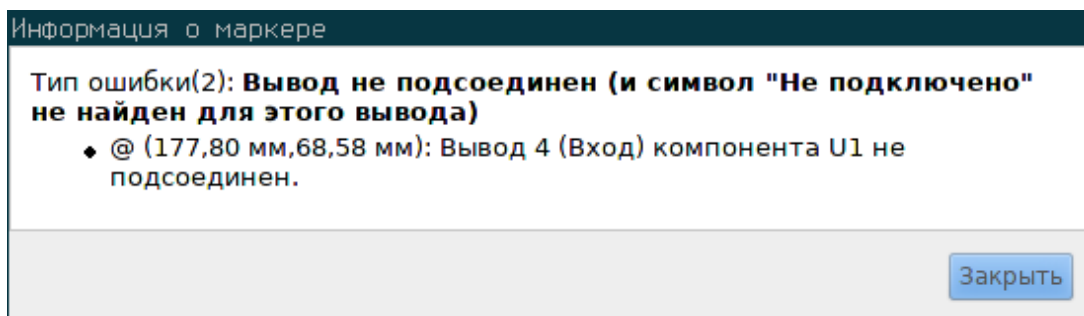 Информация о маркере
Тип ошибки(2): Вывод не подсоединен (и символ "Не подключено"
не найден для этого вывода)
◆ @ (177,80 мм,68,58 мм): Вывод 4 (Вход) компонента U1 не
подсоединен.
Закрыть